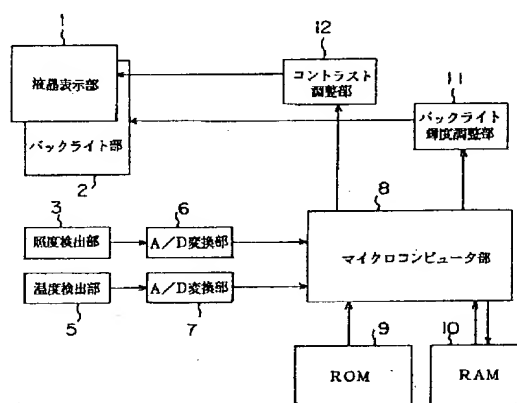 1
液晶表示部
バックライト部
2
12
コントラスト
調整部
11
バックライト
輝度調整部
3
照度検出部
6
A/D変換部
8
マイクロコンピュータ部
温度検出部
5
A/D変換部
7
9
ROM
10
RAM